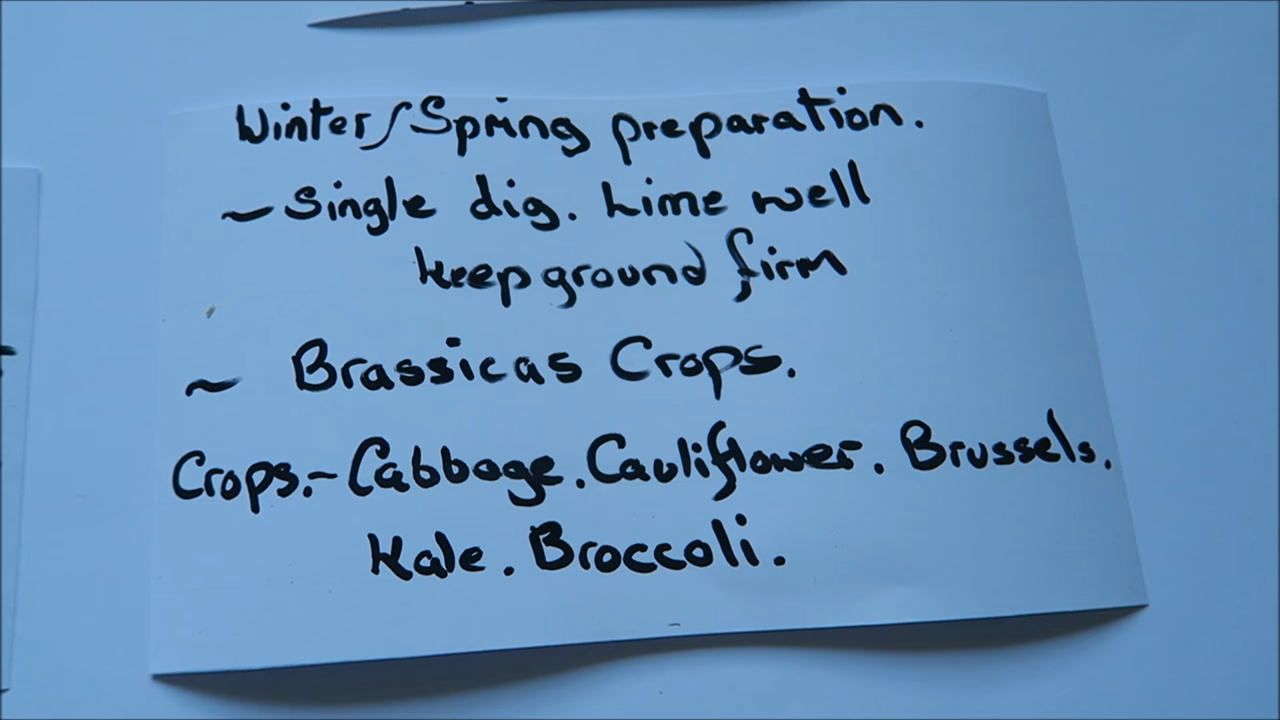 Winter/Spring preparation.
~ Single dig. Lime well
keep ground firm
~ Brassicas Crops.
Crops.- Cabbage. Cauliflower. Brussels.
Kale. Broccoli.